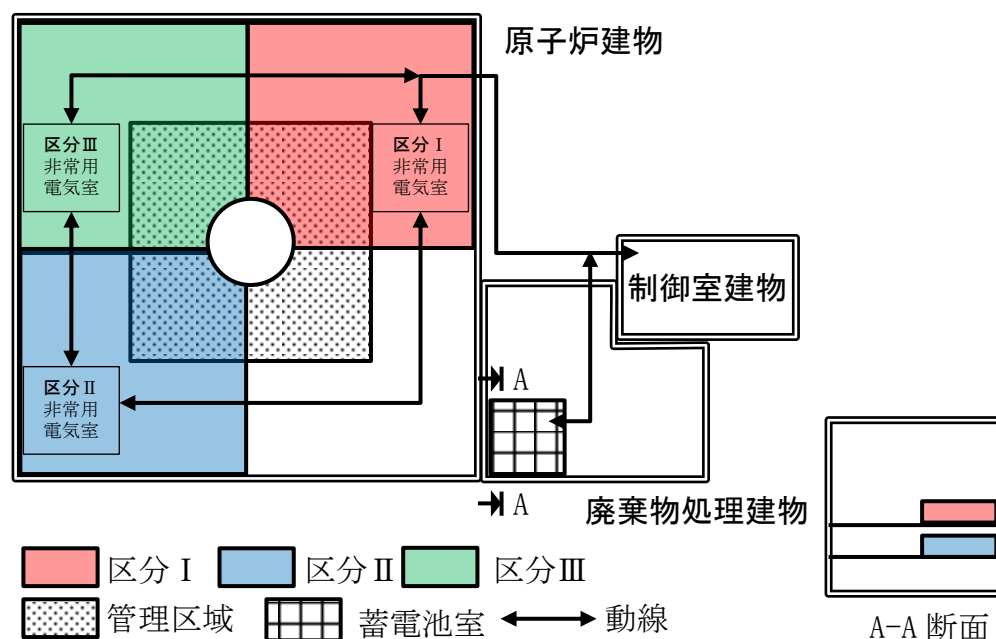 原子炉建物
区分Ⅲ
非常用
電気室
区分Ⅰ
非常用
電気室
制御室建物
区分Ⅱ
非常用
電気室
A
A
廃棄物処理建物
区分Ⅰ
区分Ⅱ
区分Ⅲ
管理区域
蓄電池室
動線
A-A 断面